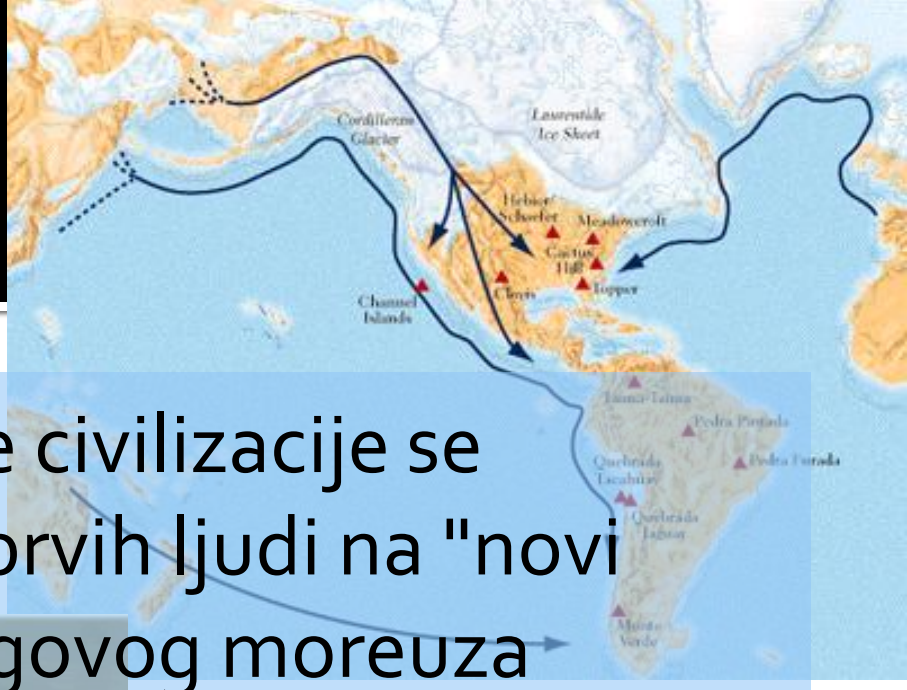 Cordilleran
Glacier
Laurentide
Ice Sheet
Hebior/
Schaefer
Meadowcroft
Cactus
Hill
Clovis
Topper
Channel
Islands
Taima-Taima
Pedra Pintada
Pedra Furada
Quebrada
Tacahuay
Quebrada
Jaguay
Monte
Verde
e civilizacije se
prvih ljudi na "novi
govog moreuza